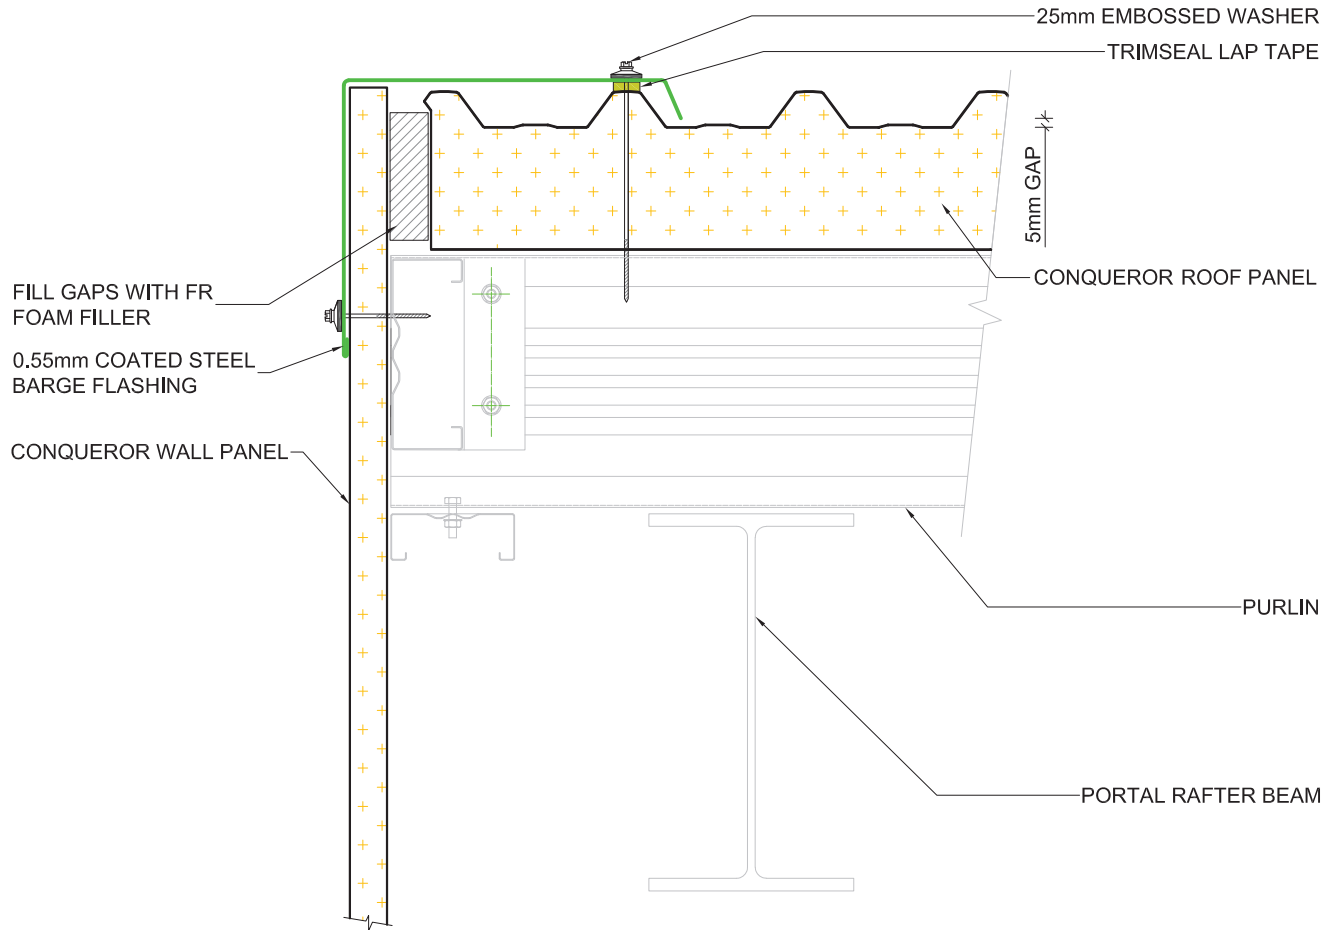 25mm EMBOSSED WASHER
TRIMSEAL LAP TAPE
5mm GAP
CONQUEROR ROOF PANEL
FILL GAPS WITH FR
FOAM FILLER
0.55mm COATED STEEL
BARGE FLASHING
CONQUEROR WALL PANEL
PURLIN
PORTAL RAFTER BEAM